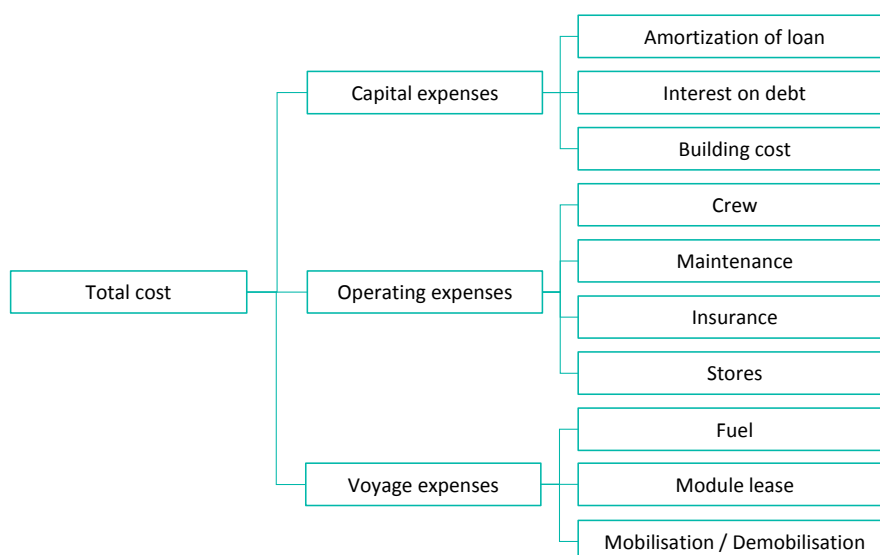 Total cost
Capital expenses
Amortization of loan
Interest on debt
Building cost
Operating expenses
Crew
Maintenance
Insurance
Stores
Voyage expenses
Fuel
Module lease
Mobilisation / Demobilisation